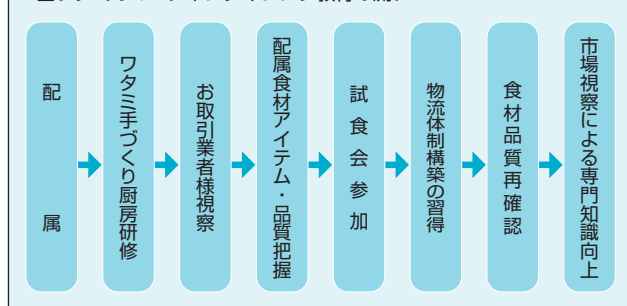 配属
ワタミ手づくり厨房研修
お取引業者様視察
配属食材アイテム・品質把握
試食会参加
物流体制構築の習得
食材品質再確認
市場視察による専門知識向上